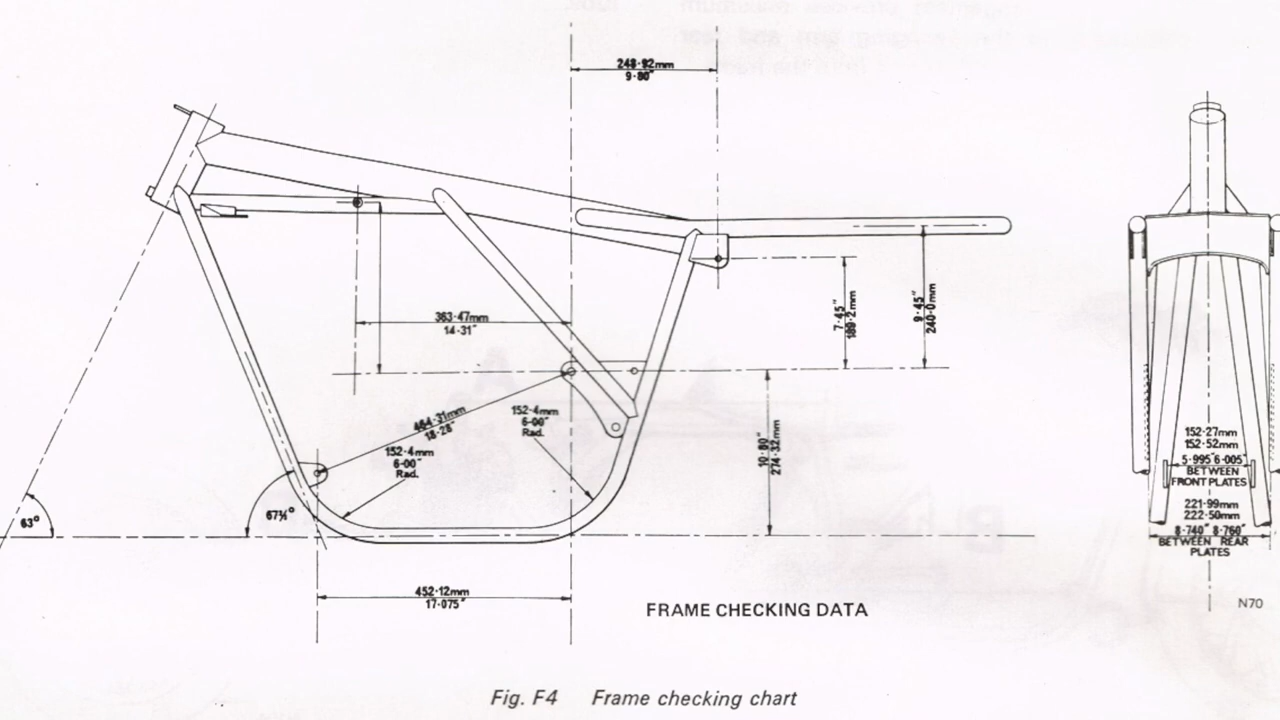 248·92mm
9·80"
363·47mm
14·31"
7·45"
189·2mm
9·45"
240·0mm
464·31mm
18·28"
152·4mm
6·00"
Rad.
152·4mm
6·00"
Rad.
10·80"
274·32mm
67½°
63°
452·12mm
17·075"
152·27mm
152·52mm
5·995" 6·005"
BETWEEN
FRONT PLATES
221·99mm
222·50mm
8·740" 8·760"
BETWEEN REAR
PLATES
FRAME CHECKING DATA
N70
Fig. F4 Frame checking chart